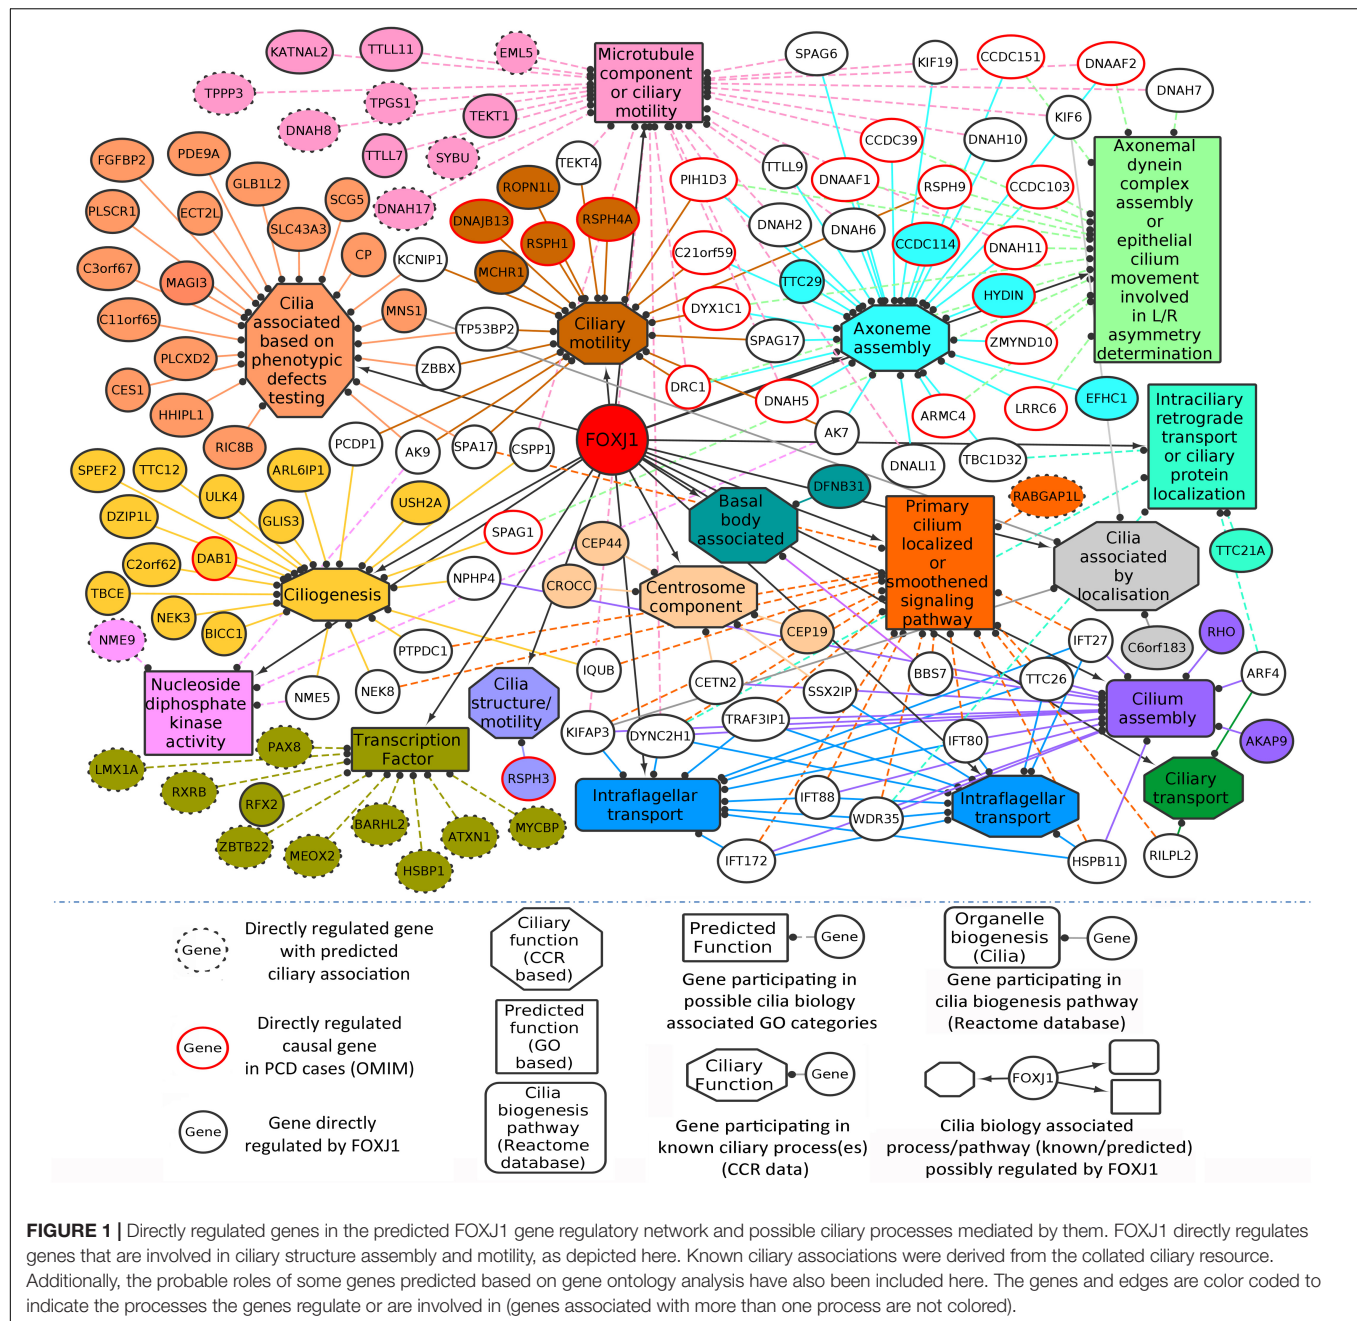 KATNAL2
TTLL11
EML5
TPPP3
TPGS1
DNAH8
TEKT1
TTLL7
SYBU
DNAH17
Microtubule
component
or ciliary
motility
SPAG6
KIF19
CCDC151
DNAAF2
DNAH7
KIF6
DNAH10
CCDC39
TEKT4
PIH1D3
TTLL9
DNAAF1
RSPH9
CCDC103
DNAH2
DNAH6
CCDC114
DNAH11
C21orf59
TTC29
HYDIN
DYX1C1
SPAG17
ZMYND10
DRC1
DNAH5
ARMC4
LRRC6
EFHC1
AK7
DNALI1
TBC1D32
Axonemal
dynein
complex
assembly
or
epithelial
cilium
movement
involved
in L/R
asymmetry
determination
FGFBP2
PDE9A
GLB1L2
SCG5
PLSCR1
ECT2L
SLC43A3
CP
C3orf67
MAGI3
MNS1
C11orf65
PLCXD2
CES1
HHIPL1
RIC8B
Cilia
associated
based on
phenotypic
defects
testing
ROPN1L
DNAJB13
RSPH4A
RSPH1
MCHR1
KCNIP1
TP53BP2
ZBBX
Ciliary
motility
Axoneme
assembly
FOXJ1
PCDP1
AK9
SPA17
CSPP1
SPEF2
TTC12
ARL6IP1
ULK4
USH2A
DZIP1L
GLIS3
DAB1
C2orf62
TBCE
NEK3
BICC1
NME9
Ciliogenesis
SPAG1
NPHP4
CEP44
CROCC
Basal
body
associated
DFNB31
Centrosome
component
CEP19
Primary
cilium
localized
or
smoothened
signaling
pathway
RABGAP1L
Intraciliary
retrograde
transport
or ciliary
protein
localization
TTC21A
Cilia
associated
by
localisation
C6orf183
RHO
ARF4
AKAP9
IFT27
TTC26
BBS7
Cilium
assembly
Ciliary
transport
RILPL2
HSPB11
Nucleoside
diphosphate
kinase
activity
NME5
NEK8
PTPDC1
IQUB
Cilia
structure/
motility
RSPH3
CETN2
SSX2IP
TRAF3IP1
KIFAP3
DYNC2H1
IFT80
IFT88
WDR35
IFT172
Intraflagellar
transport
Intraflagellar
transport
Transcription
Factor
PAX8
LMX1A
RXRB
RFX2
ZBTB22
MEOX2
BARHL2
HSBP1
ATXN1
MYCBP
Gene
Directly regulated gene
with predicted
ciliary association
Gene
Directly regulated
causal gene
in PCD cases (OMIM)
Gene
Gene directly
regulated by FOXJ1
Ciliary
function
(CCR
based)
Predicted
function
(GO
based)
Cilia
biogenesis
pathway
(Reactome
database)
Predicted
Function
Gene
Gene participating in
possible cilia biology
associated GO categories
Ciliary
Function
Gene
Gene participating in
known ciliary process(es)
(CCR data)
Organelle
biogenesis
(Cilia)
Gene
Gene participating in
cilia biogenesis pathway
(Reactome database)
FOXJ1
Cilia biology associated
process/pathway (known/predicted)
possibly regulated by FOXJ1
FIGURE 1 | Directly regulated genes in the predicted FOXJ1 gene regulatory network and possible ciliary processes mediated by them. FOXJ1 directly regulates
genes that are involved in ciliary structure assembly and motility, as depicted here. Known ciliary associations were derived from the collated ciliary resource.
Additionally, the probable roles of some genes predicted based on gene ontology analysis have also been included here. The genes and edges are color coded to
indicate the processes the genes regulate or are involved in (genes associated with more than one process are not colored).